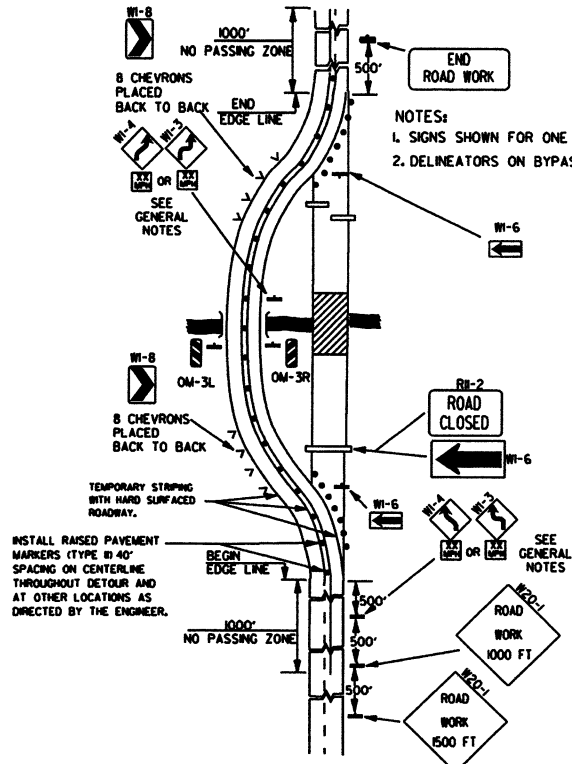 W1-8
1000'
NO PASSING ZONE
500'
END
ROAD WORK
8 CHEVRONS
PLACED
BACK TO BACK
END
EDGE LINE
NOTES:
1. SIGNS SHOWN FOR ONE
2. DELINEATORS ON BYPAS
W1-4
W1-3
XX
MPH
OR
XX
MPH
SEE
GENERAL
NOTES
W1-6
W1-8
OM-3L
OM-3R
8 CHEVRONS
PLACED
BACK TO BACK
R11-2
ROAD
CLOSED
W1-6
TEMPORARY STRIPING
WITH HARD SURFACED
ROADWAY.
W1-6
W1-4
W1-3
XX
MPH
OR
XX
MPH
SEE
GENERAL
NOTES
INSTALL RAISED PAVEMENT
MARKERS (TYPE II) 40'
SPACING ON CENTERLINE
THROUGHOUT DETOUR AND
AT OTHER LOCATIONS AS
DIRECTED BY THE ENGINEER.
BEGIN
EDGE LINE
500'
1000'
NO PASSING ZONE
500'
W20-1
ROAD
WORK
1000 FT
500'
W20-1
ROAD
WORK
1500 FT